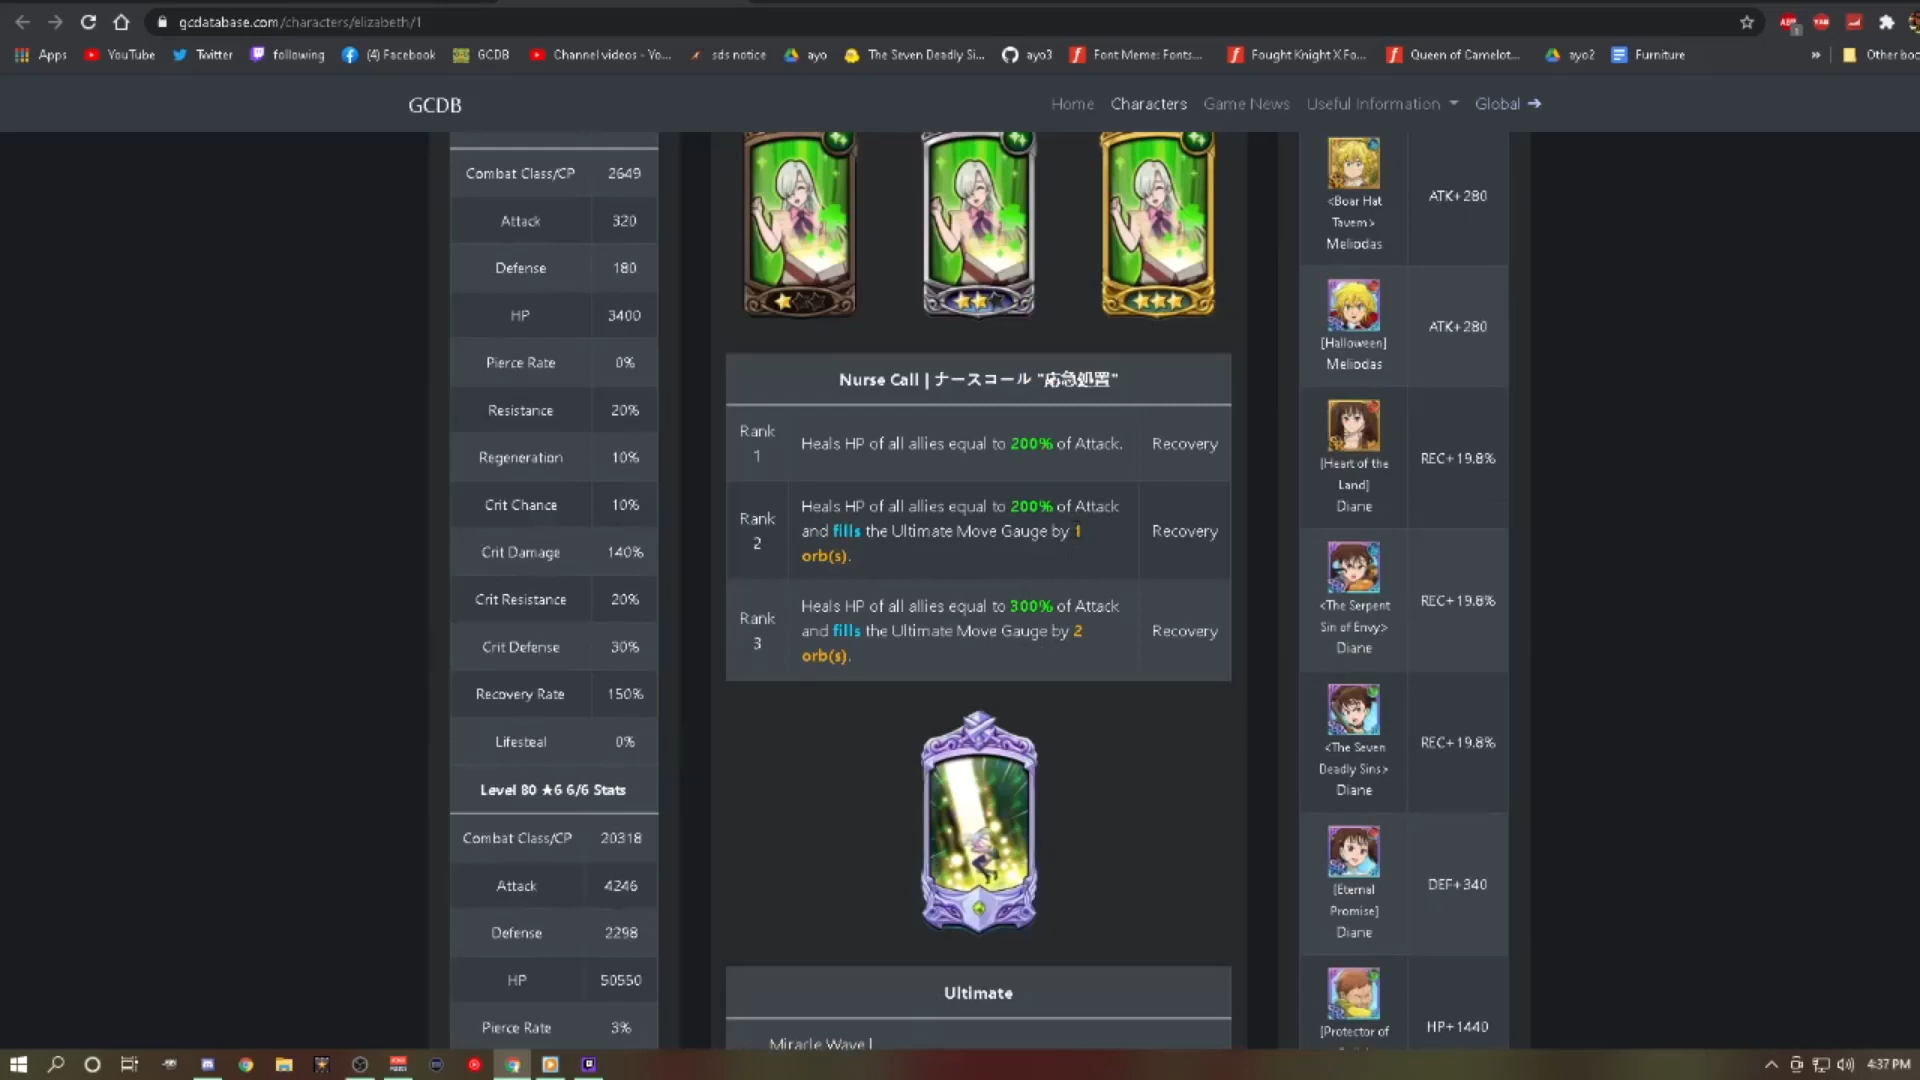 gcdatabase.com/characters/elizabeth/1
Apps YouTube Twitter following (4) Facebook GCDB Channel videos - Yo... sds notice ayo The Seven Deadly Si... ayo3 Font Meme: Fonts... Fought Knight X Fo... Queen of Camelot... ayo2 Furniture » Other boo
GCDB Home Characters Game News Useful Information Global
Combat Class/CP 2649
Attack 320
Defense 180
HP 3400
Pierce Rate 0%
Resistance 20%
Regeneration 10%
Crit Chance 10%
Crit Damage 140%
Crit Resistance 20%
Crit Defense 30%
Recovery Rate 150%
Lifesteal 0%
Level 80 ★6 6/6 Stats
Combat Class/CP 20318
Attack 4246
Defense 2298
HP 50550
Pierce Rate 3%
Nurse Call | ナースコール "応急処置"
Rank
1
Heals HP of all allies equal to 200% of Attack.
Recovery
Rank
2
Heals HP of all allies equal to 200% of Attack
and fills the Ultimate Move Gauge by 1
orb(s).
Recovery
Rank
3
Heals HP of all allies equal to 300% of Attack
and fills the Ultimate Move Gauge by 2
orb(s).
Recovery
Ultimate
Miracle Wave |
<Boar Hat
Tavern>
Meliodas
ATK+280
[Halloween]
Meliodas
ATK+280
[Heart of the
Land]
Diane
REC+19.8%
<The Serpent
Sin of Envy>
Diane
REC+19.8%
<The Seven
Deadly Sins>
Diane
REC+19.8%
[Eternal
Promise]
Diane
DEF+340
[Protector of
HP+1440
4:37 PM